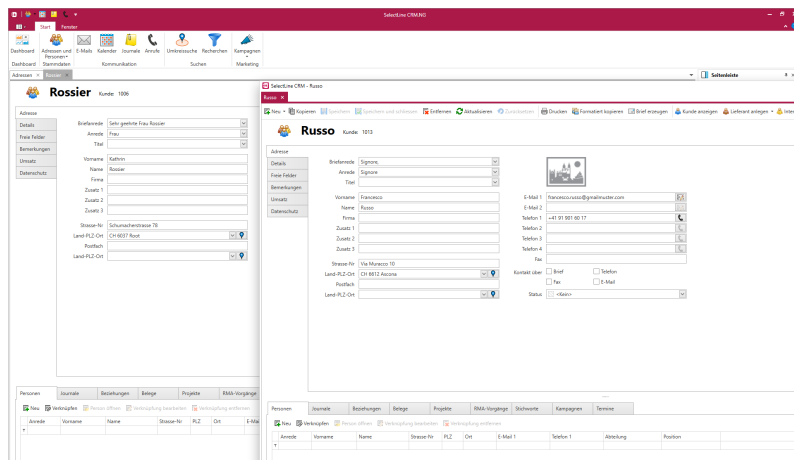 SelectLine CRM.NG
Start Fenster
Dashboard Adressen und Personen E-Mails Kalender Journale Anrufe Umkreissuche Recherchen Kampagnen
Dashboard Stammdaten Kommunikation Suchen Marketing
Adressen × Rossier × Seitenleiste
Rossier Kunde: 1006
Adresse
Details
Freie Felder
Bemerkungen
Umsatz
Datenschutz
Briefanrede Sehr geehrte Frau Rossier
Anrede Frau
Titel
Vorname Kathrin
Name Rossier
Firma
Zusatz 1
Zusatz 2
Zusatz 3
Strasse-Nr Schumacherstrasse 78
Land-PLZ-Ort CH 6037 Root
Postfach
Land-PLZ-Ort
Personen Journale Beziehungen Belege Projekte RMA-Vorgänge
Neu Verknüpfen Person öffnen Verknüpfung bearbeiten Verknüpfung entfernen
Anrede Vorname Name Strasse-Nr PLZ Ort E-Mai
SelectLine CRM - Russo
Russo ×
Neu Kopieren Speichern Speichern und schliessen Entfernen Aktualisieren Zurücksetzen Drucken Formatiert kopieren Brief erzeugen Kunde anzeigen Lieferant anlegen Inter
Russo Kunde: 1013
Adresse
Details
Freie Felder
Bemerkungen
Umsatz
Datenschutz
Briefanrede Signore,
Anrede Signore
Titel
Vorname Francesco
Name Russo
Firma
Zusatz 1
Zusatz 2
Zusatz 3
Strasse-Nr Via Muracco 10
Land-PLZ-Ort CH 6612 Ascona
Postfach
Land-PLZ-Ort
E-Mail 1 francesco.russo@gmailmuster.com
E-Mail 2
Telefon 1 +41 91 901 60 17
Telefon 2
Telefon 3
Telefon 4
Fax
Kontakt über Brief Telefon
Fax E-Mail
Status <Kein>
Personen Journale Beziehungen Belege Projekte RMA-Vorgänge Stichworte Kampagnen Termine
Neu Verknüpfen Person öffnen Verknüpfung bearbeiten Verknüpfung entfernen
Anrede Vorname Name Strasse-Nr PLZ Ort E-Mail 1 Telefon 1 Abteilung Position